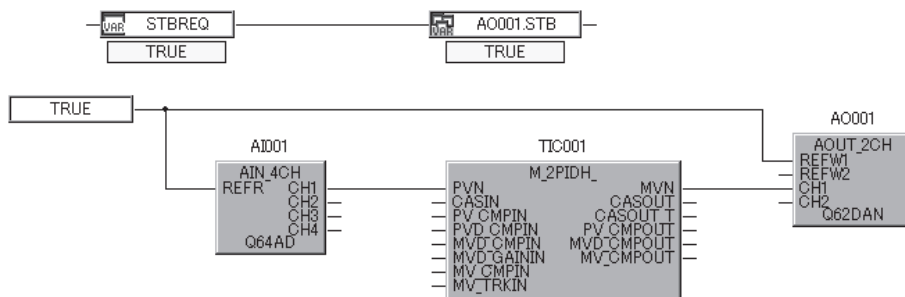 VAR STBREQ
VAR AO001.STB
TRUE
TRUE
TRUE
AI001
TIC001
AO001
AIN_4CH
REFR CH1
CH2
CH3
CH4
Q64AD
M_2PIDH_
PVN MVN
CASIN CASOUT
PV_CMPIN CASOUT_T
PVD_CMPIN PV_CMPOUT
MVD_CMPIN MVD_CMPOUT
MVD_GAININ MV_CMPOUT
MV_CMPIN
MV_TRKIN
AOUT_2CH
REFW1
REFW2
CH1
CH2
Q62DAN